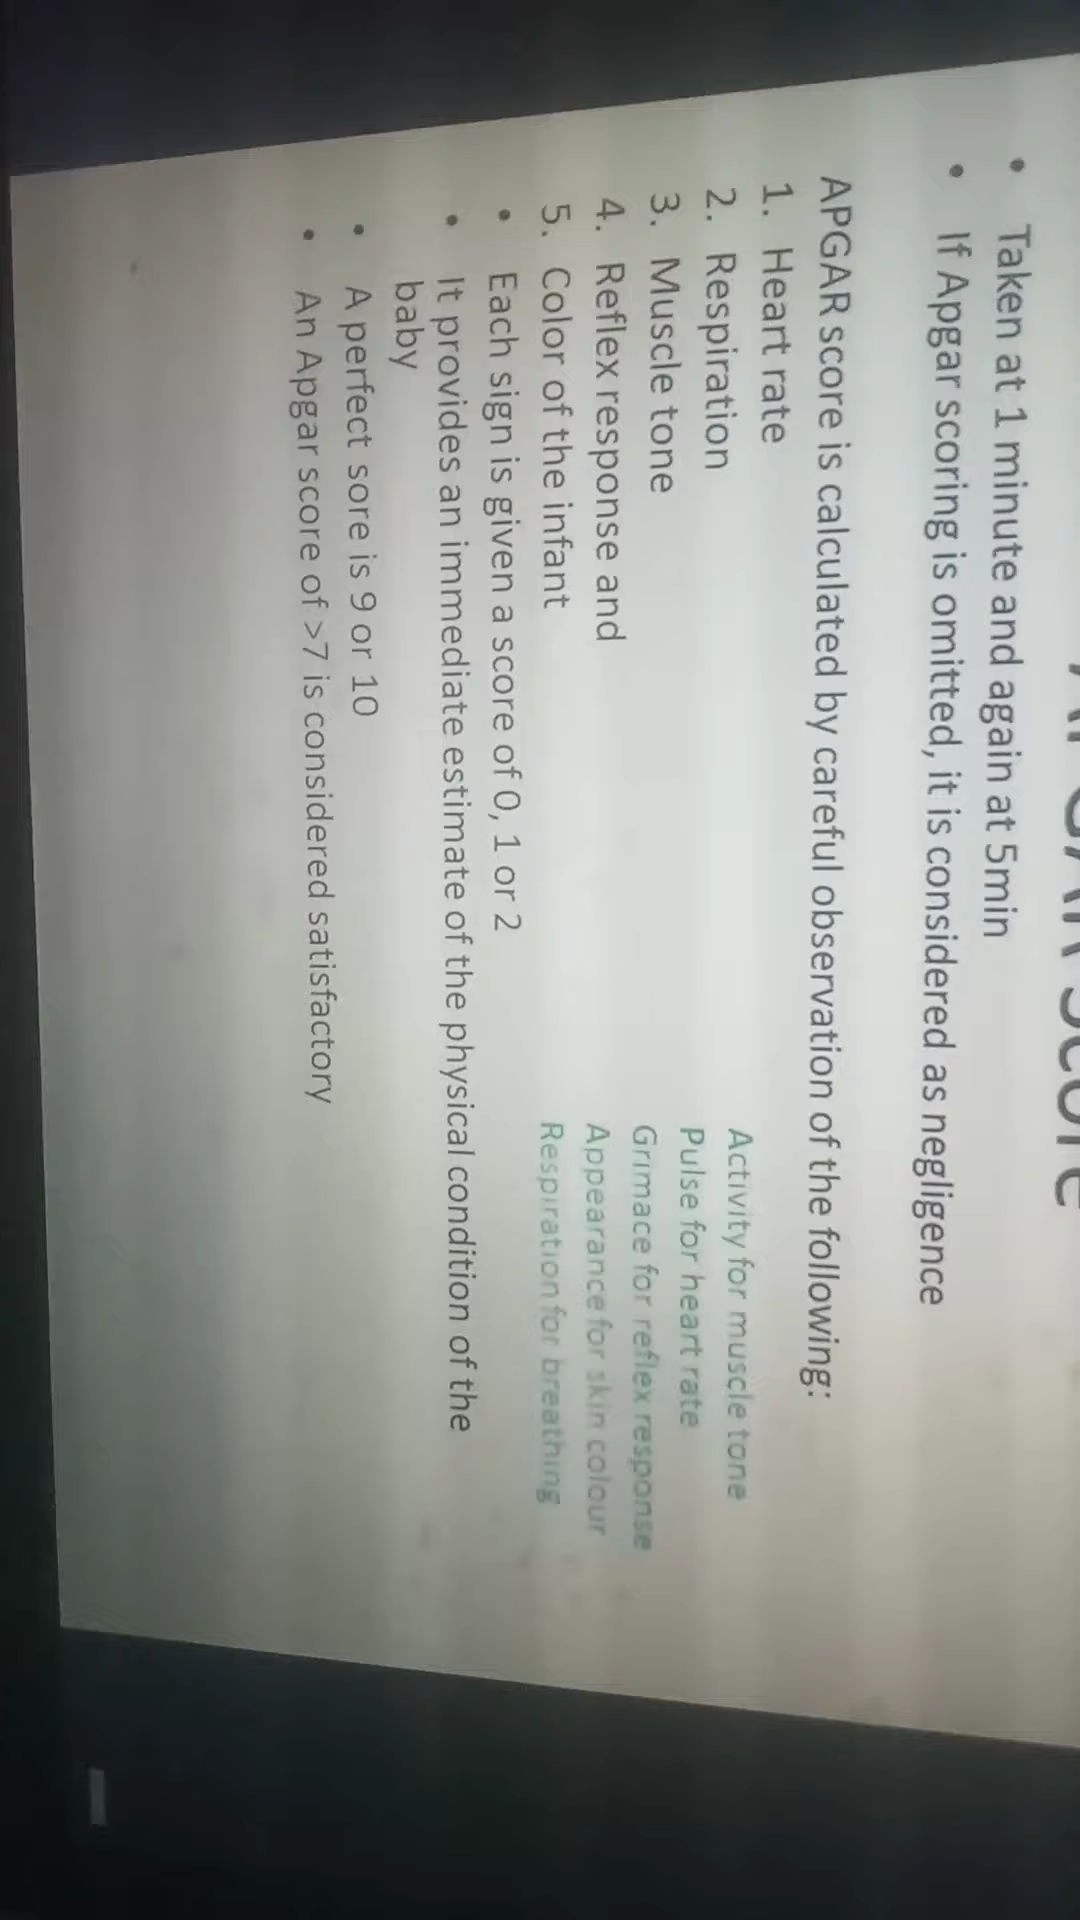 APGAR Score
• Taken at 1 minute and again at 5min
• If Apgar scoring is omitted, it is considered as negligence
APGAR score is calculated by careful observation of the following:
1. Heart rate
2. Respiration
3. Muscle tone
4. Reflex response and
5. Color of the infant
Activity for muscle tone
Pulse for heart rate
Grimace for reflex response
Appearance for skin colour
Respiration for breathing
• Each sign is given a score of 0, 1 or 2
• It provides an immediate estimate of the physical condition of the
baby
• A perfect sore is 9 or 10
• An Apgar score of >7 is considered satisfactory